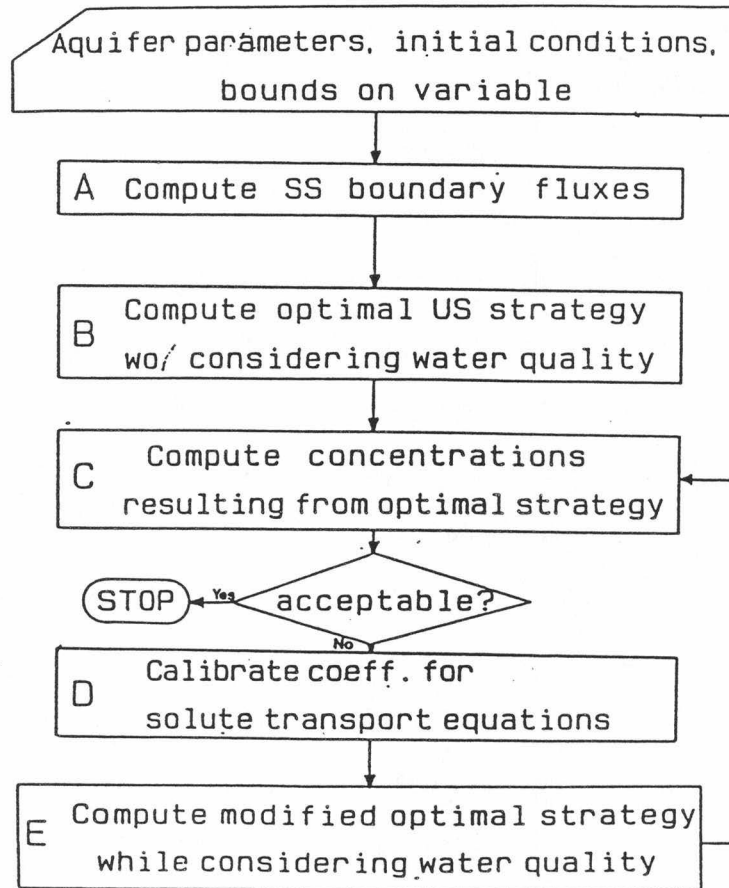 Aquifer parameters, initial conditions,
bounds on variable
A Compute SS boundary fluxes
B Compute optimal US strategy
wo/ considering water quality
C Compute concentrations
resulting from optimal strategy
STOP Yes acceptable?
No
D Calibrate coeff. for
solute transport equations
E Compute modified optimal strategy
while considering water quality